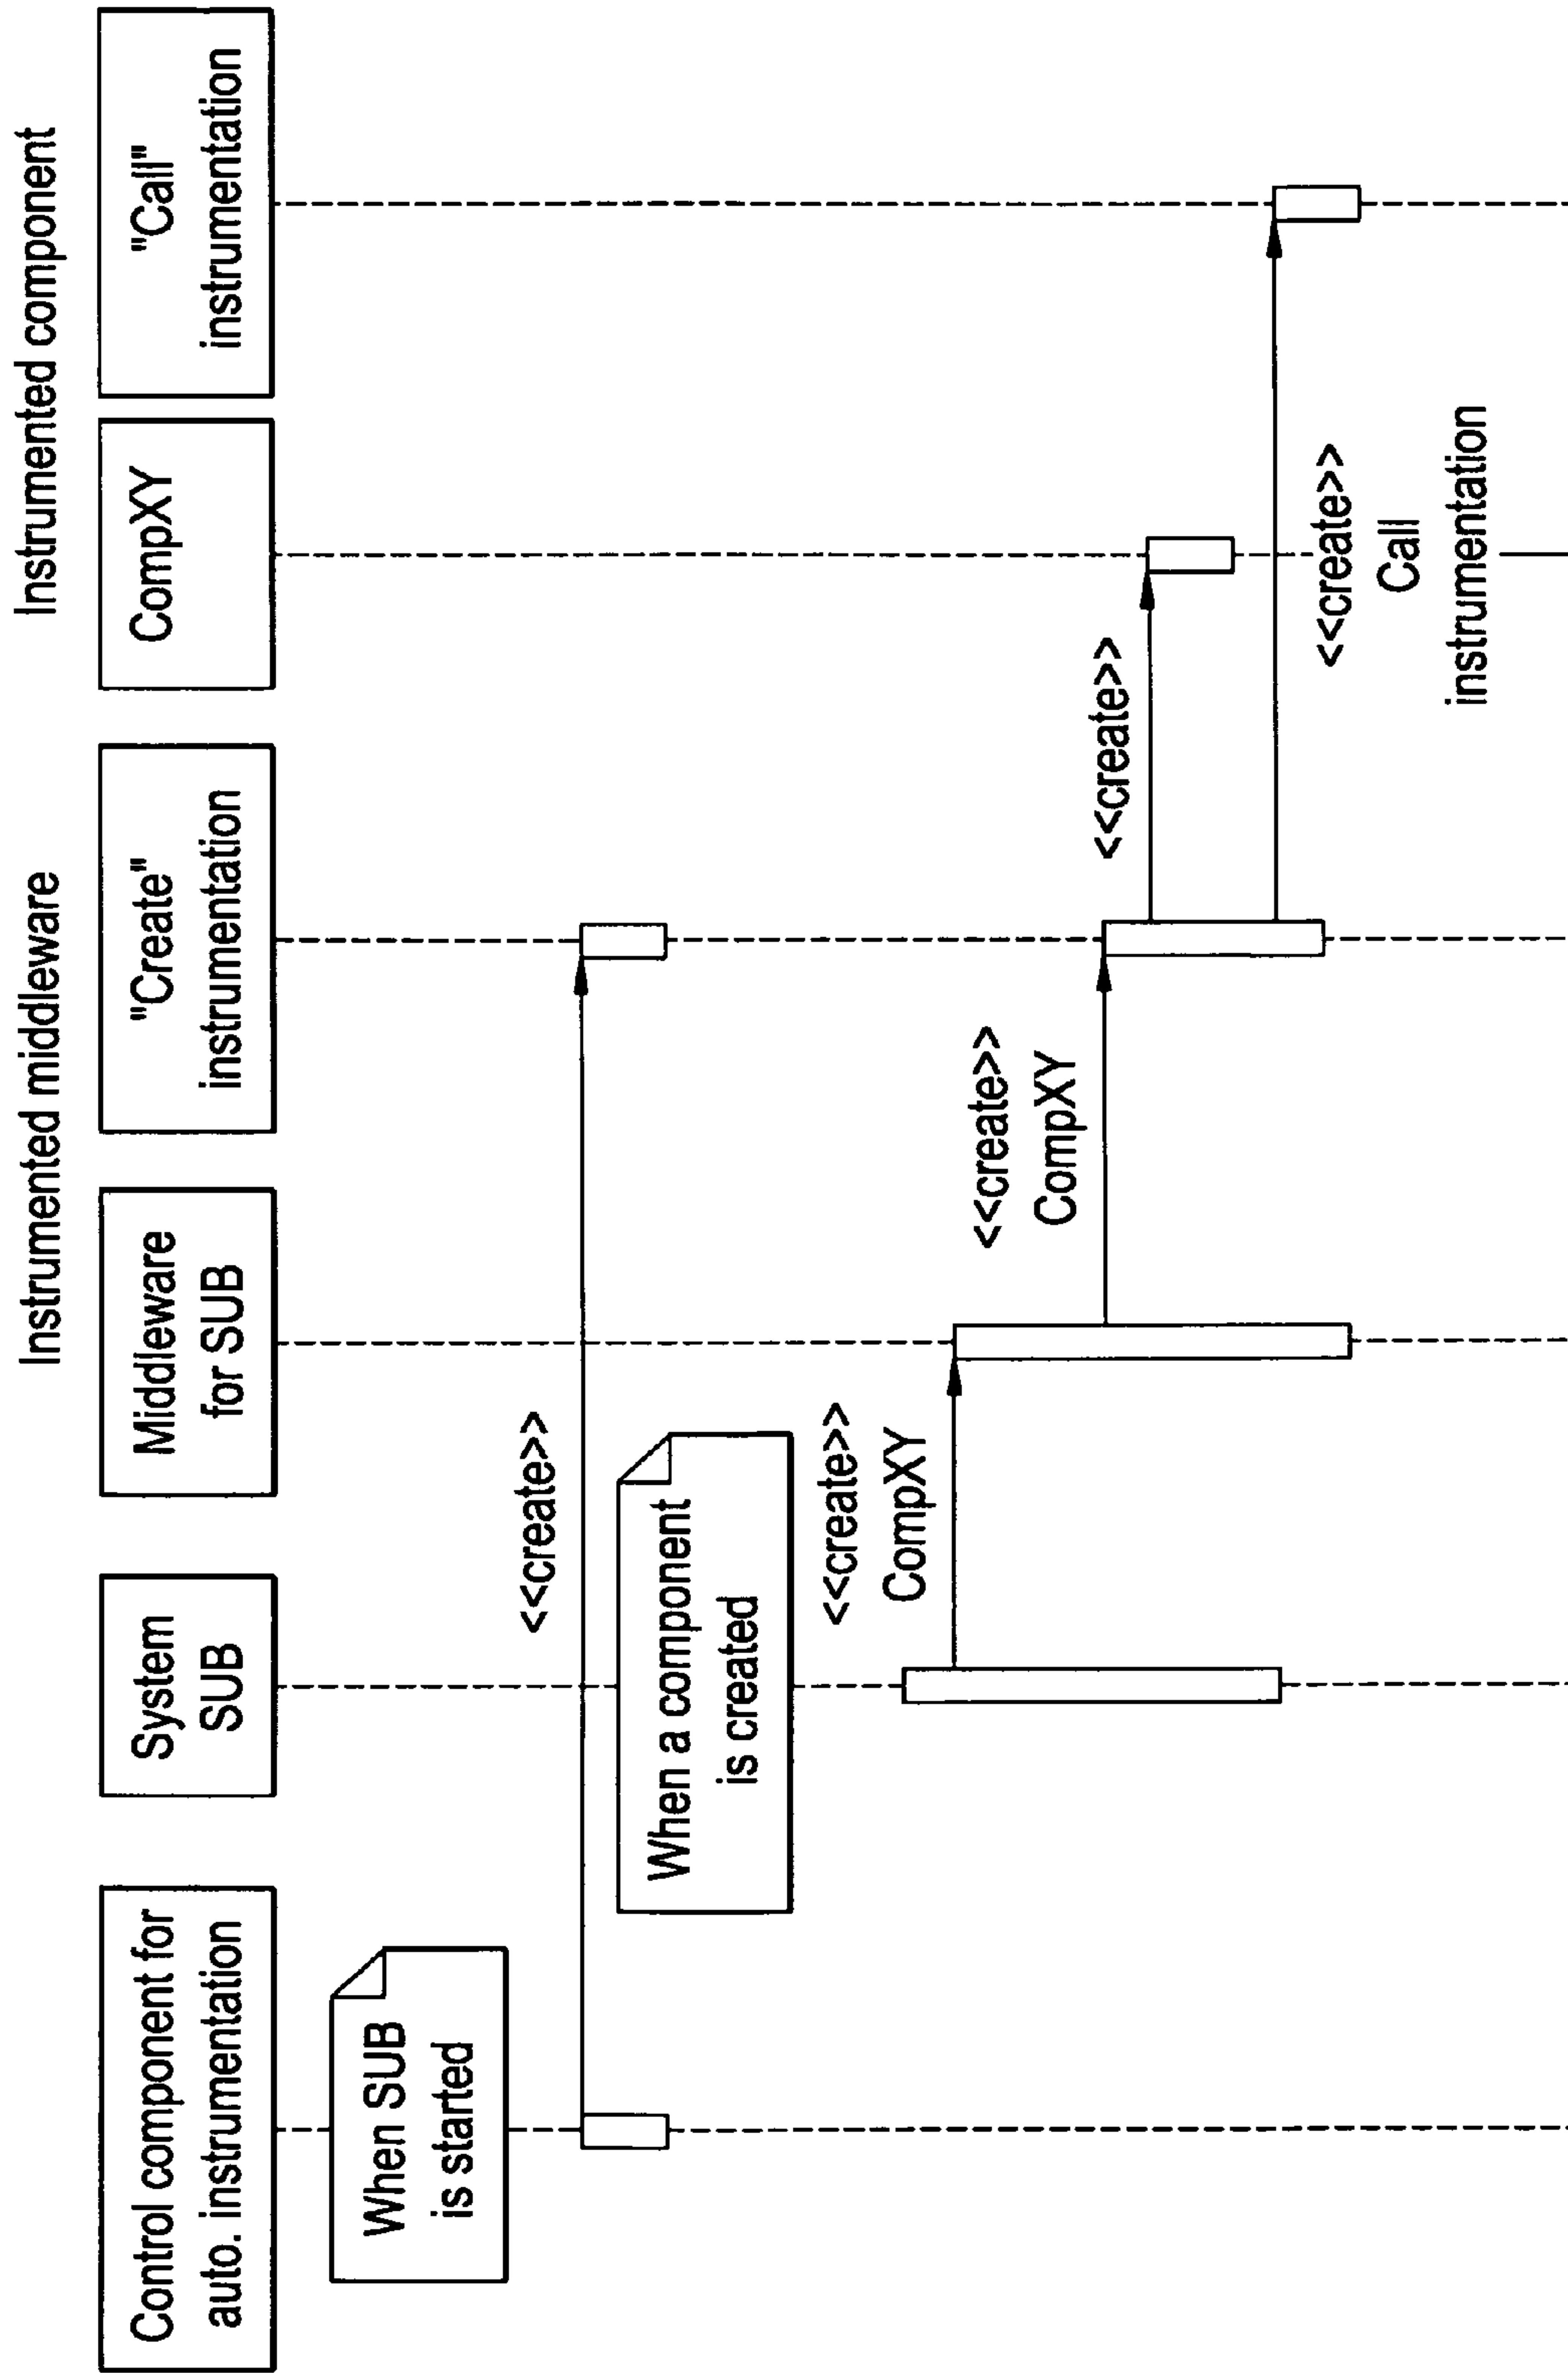 Instrumented middleware
Instrumented component
Control component for
auto. instrumentation
System
SUB
Middleware
for SUB
"Create"
instrumentation
CompXY
"Call"
instrumentation
When SUB
is started
<<create>>
When a component
is created
<<create>>
CompXY
<<create>>
CompXY
<<create>>
<<create>>
Call
instrumentation